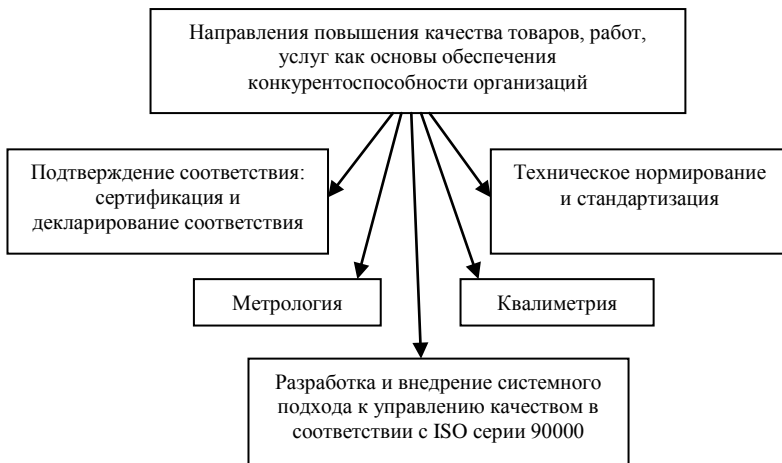 Направления повышения качества товаров, работ,
услуг как основы обеспечения
конкурентоспособности организаций
Подтверждение соответствия:
сертификация и
декларирование соответствия
Техническое нормирование
и стандартизация
Метрология
Квалиметрия
Разработка и внедрение системного
подхода к управлению качеством в
соответствии с ISO серии 90000